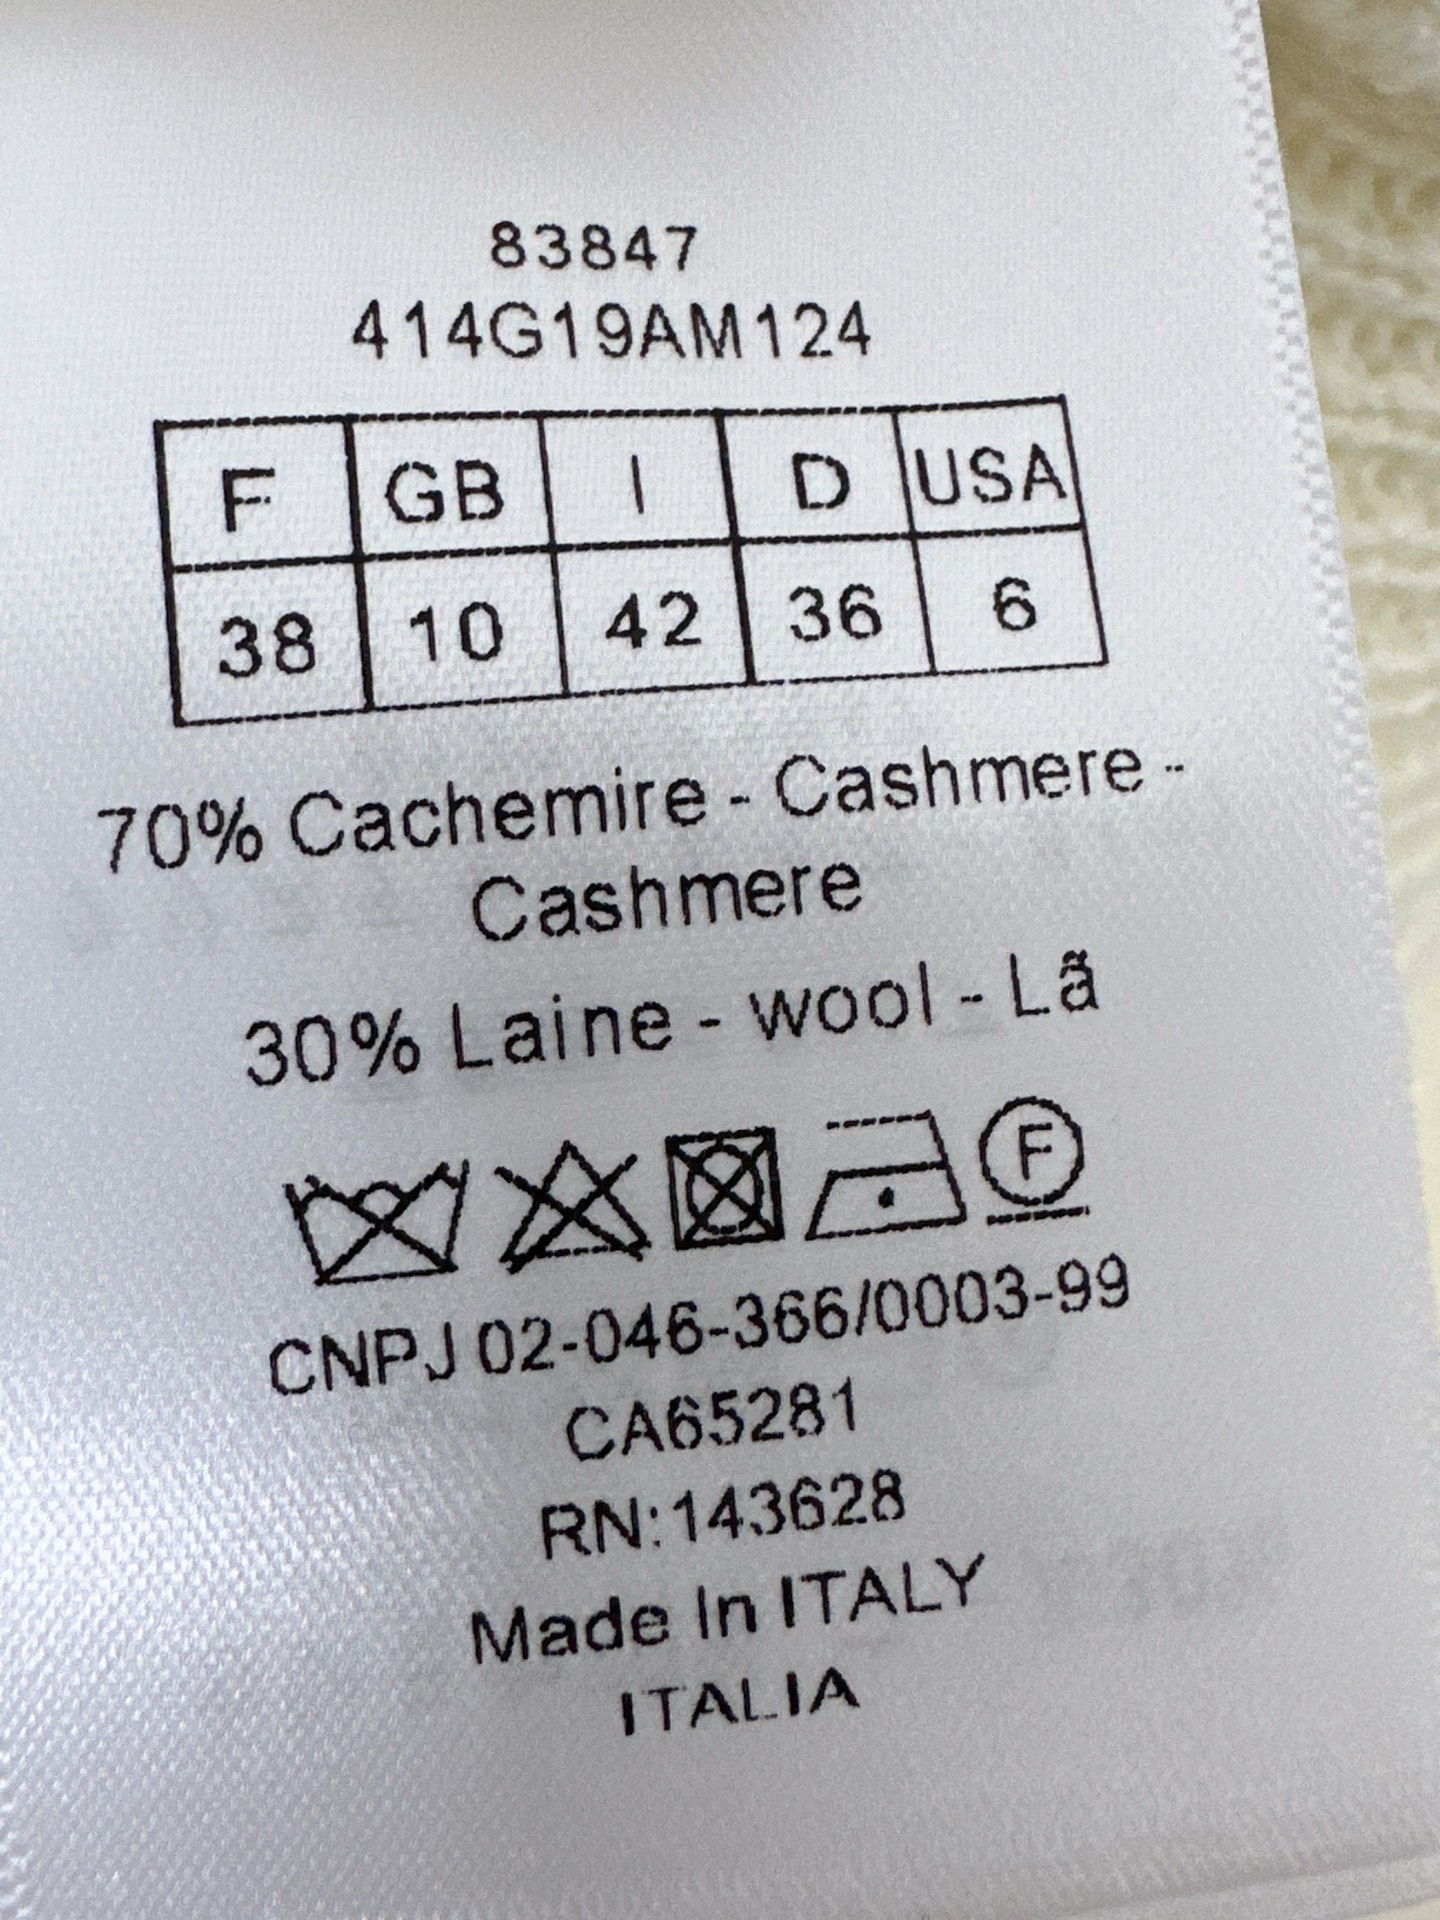 83847
414G19AM124
F GB I D USA
38 10 42 36 6
70% Cachemire - Cashmere -
Cashmere
30% Laine - wool - Lã
F
CNPJ 02-046-366/0003-99
CA65281
RN:143628
Made In ITALY
ITALIA